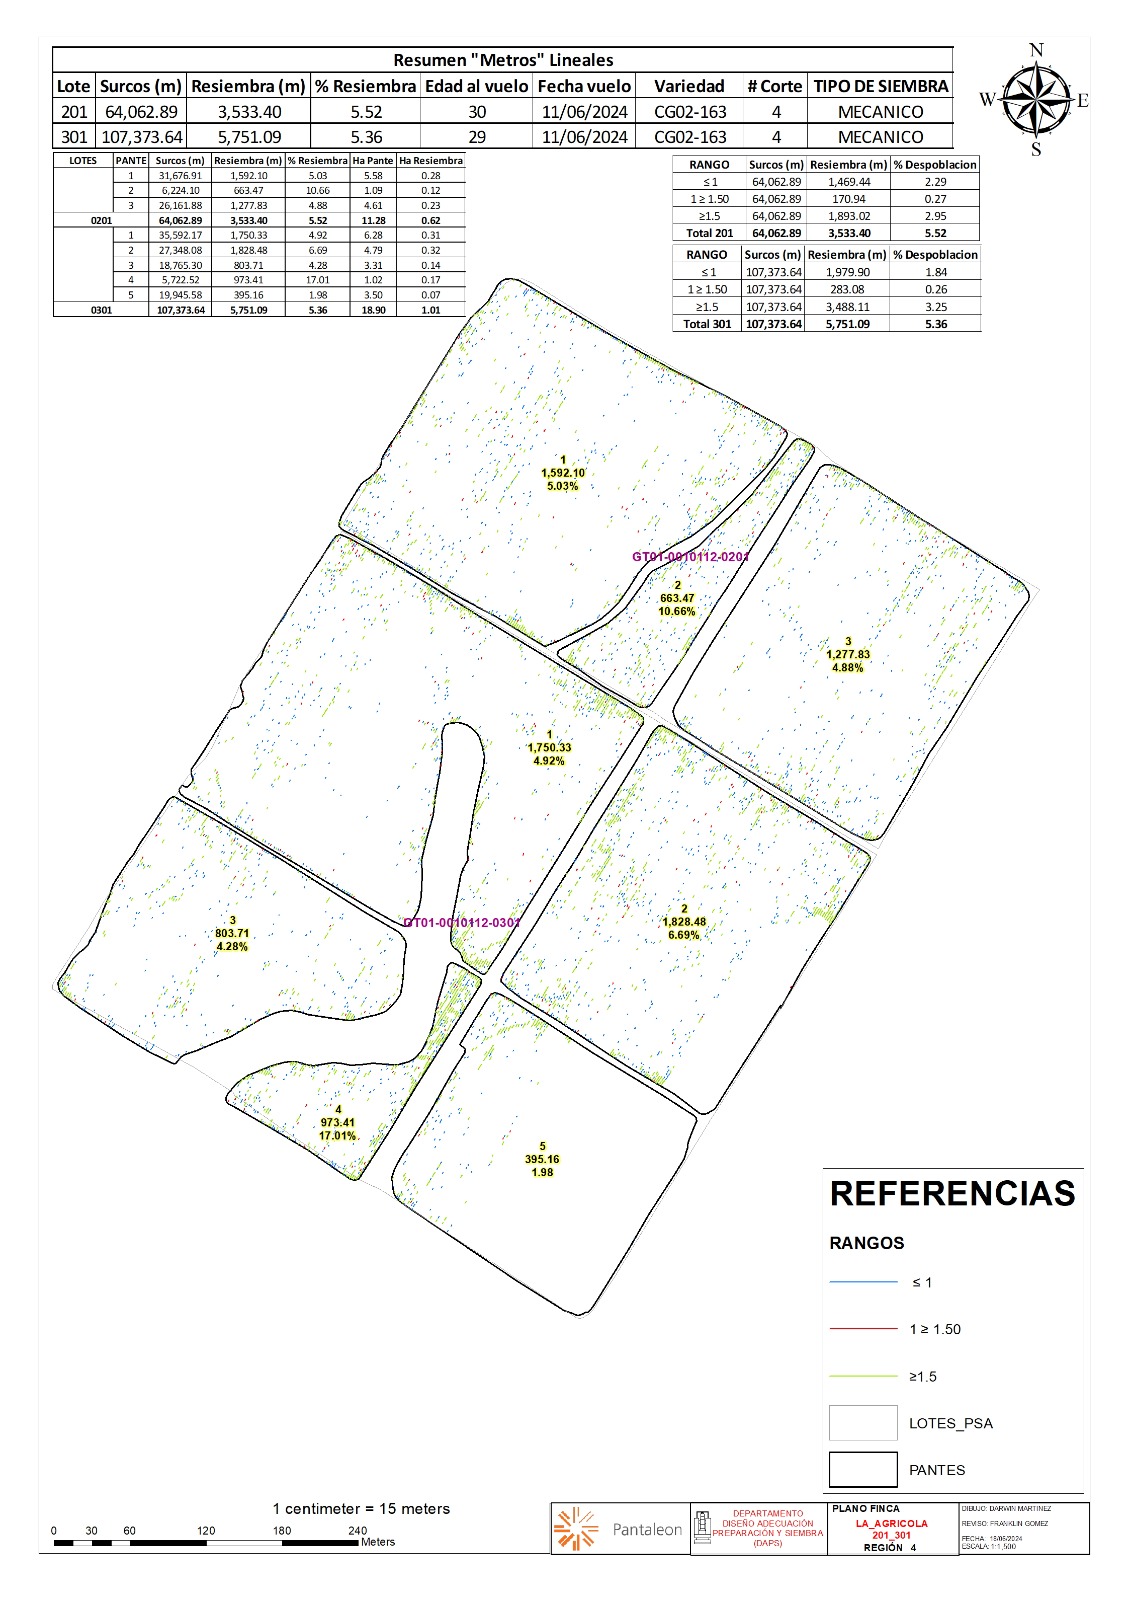 Resumen "Metros" Lineales
Lote Surcos (m) Resiembra (m) % Resiembra Edad al vuelo Fecha vuelo Variedad # Corte TIPO DE SIEMBRA
201 64,062.89 3,533.40 5.52 30 11/06/2024 CG02-163 4 MECANICO
301 107,373.64 5,751.09 5.36 29 11/06/2024 CG02-163 4 MECANICO
N
W E
S
LOTES PANTE Surcos (m) Resiembra (m) % Resiembra Ha Pante Ha Resiembra
1 31,676.91 1,592.10 5.03 5.58 0.28
2 6,224.10 663.47 10.66 1.09 0.12
3 26,161.88 1,277.83 4.88 4.61 0.23
0201 64,062.89 3,533.40 5.52 11.28 0.62
1 35,592.17 1,750.33 4.92 6.28 0.31
2 27,348.08 1,828.48 6.69 4.79 0.32
3 18,765.30 803.71 4.28 3.31 0.14
4 5,722.52 973.41 17.01 1.02 0.17
5 19,945.58 395.16 1.98 3.50 0.07
0301 107,373.64 5,751.09 5.36 18.90 1.01
RANGO Surcos (m) Resiembra (m) % Despoblacion
≤ 1 64,062.89 1,469.44 2.29
1 ≥ 1.50 64,062.89 170.94 0.27
≥1.5 64,062.89 1,893.02 2.95
Total 201 64,062.89 3,533.40 5.52
RANGO Surcos (m) Resiembra (m) % Despoblacion
≤ 1 107,373.64 1,979.90 1.84
1 ≥ 1.50 107,373.64 283.08 0.26
≥1.5 107,373.64 3,488.11 3.25
Total 301 107,373.64 5,751.09 5.36
1
1,592.10
5.03%
GT01-0010112-0201
2
663.47
10.66%
3
1,277.83
4.88%
1
1,750.33
4.92%
2
1,828.48
6.69%
GT01-0010112-0301
3
803.71
4.28%
4
973.41
17.01%
5
395.16
1.98
REFERENCIAS
RANGOS
≤ 1
1 ≥ 1.50
≥1.5
LOTES_PSA
PANTES
1 centimeter = 15 meters
0 30 60 120 180 240
Meters
Pantaleon
DEPARTAMENTO
DISEÑO ADECUACIÓN
PREPARACIÓN Y SIEMBRA
(DAPS)
PLANO FINCA
LA_AGRICOLA
201_301
REGIÓN 4
DIBUJO: DARWIN MARTINEZ
REVISO: FRANKLIN GOMEZ
FECHA: 16/06/2024
ESCALA: 1:1,500